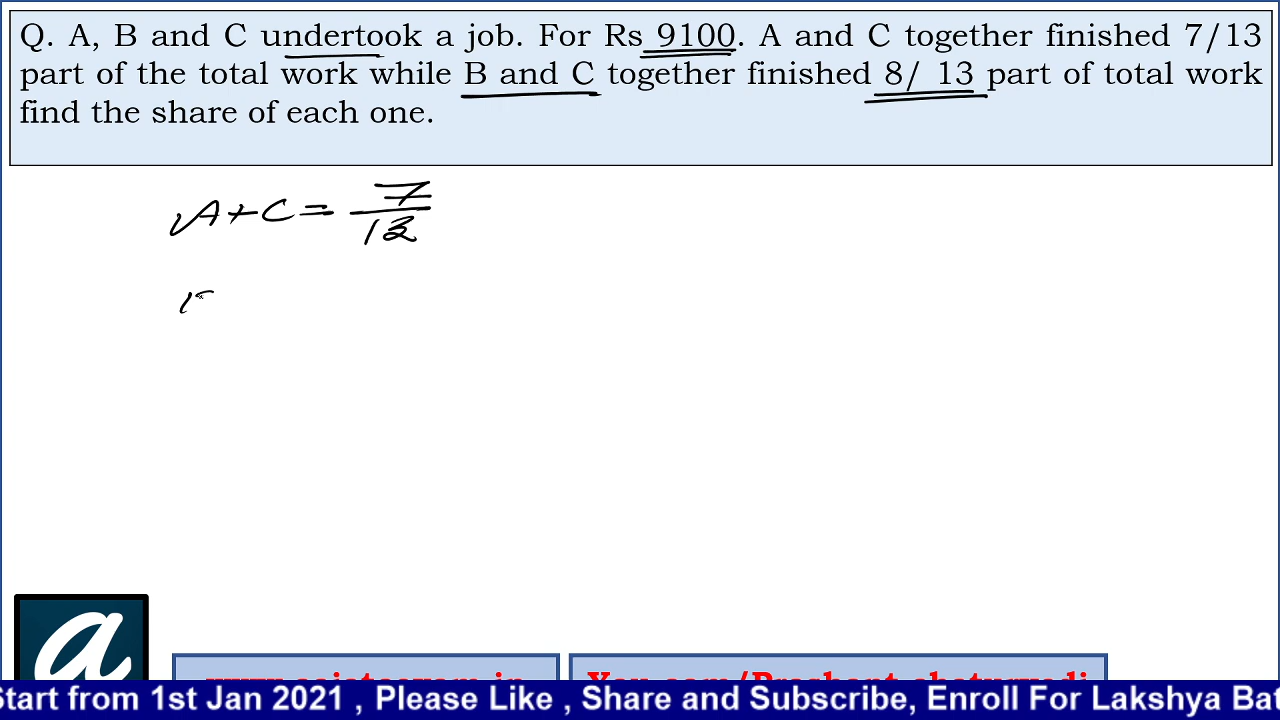 Q. A, B and C undertook a job. For Rs 9100. A and C together finished 7/13
part of the total work while B and C together finished 8/ 13 part of total work
find the share of each one.
A+C = 7/13
a
Start from 1st Jan 2021 , Please Like , Share and Subscribe, Enroll For Lakshya Bat